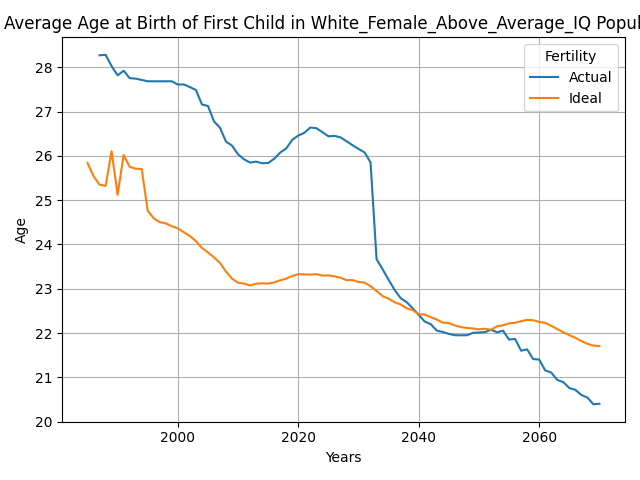 Average Age at Birth of First Child in White_Female_Above_Average_IQ Popul
Fertility
Actual
Ideal
28
27
26
25
24
23
22
21
20
Age
2000
2020
2040
2060
Years